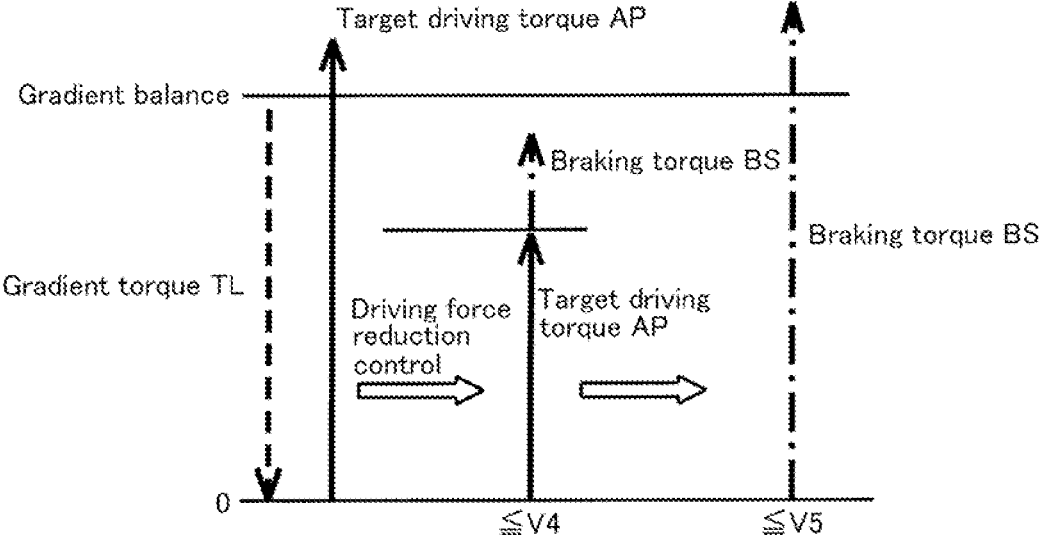 Target driving torque AP
Gradient balance
Braking torque BS
Braking torque BS
Gradient torque TL
Driving force
reduction
control
Target driving
torque AP
0
≦V4
≦V5